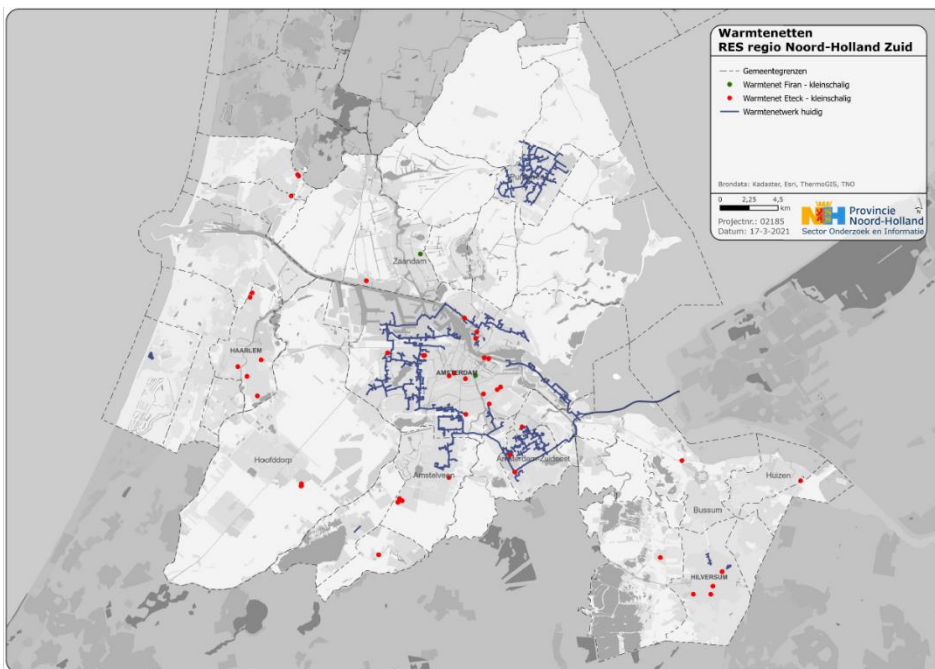 Warmtenetten
RES regio Noord-Holland Zuid
Gemeentegrenzen
Warmtenet Firan - kleinschalig
Warmtenet Eteck - kleinschalig
Warmtenetwerk huidig
Brondata: Kadaster, Esri, ThermoGIS, TNO
0 2,25 4,5
km
Projectnr.: 02185
Datum: 17-3-2021
NH Provincie
Noord-Holland
Sector Onderzoek en Informatie
Zaandam
HAARLEM
AMSTERDAM
Hoofddorp
Amstelveen
Amsterdam-Zuidoost
Huizen
Bussum
HILVERSUM